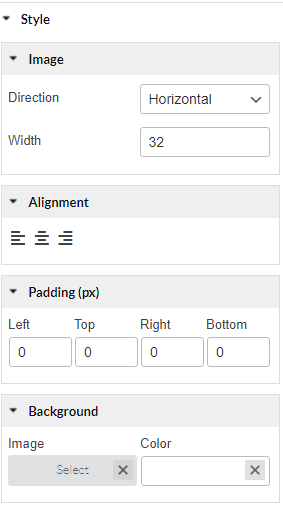 Style
Image
Direction Horizontal
Width 32
Alignment
Padding (px)
Left Top Right Bottom
0 0 0 0
Background
Image Color
Select